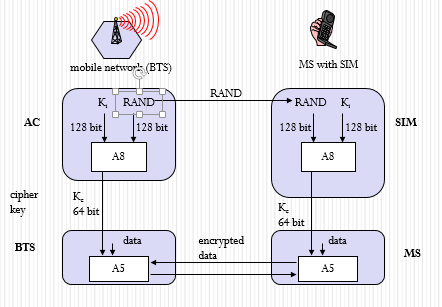 mobile network (BTS)
MS with SIM
RAND
AC
Ki
RAND
RAND
Ki
SIM
128 bit
128 bit
128 bit
128 bit
A8
A8
cipher
key
Kc
64 bit
Kc
64 bit
BTS
data
encrypted
data
data
MS
A5
A5